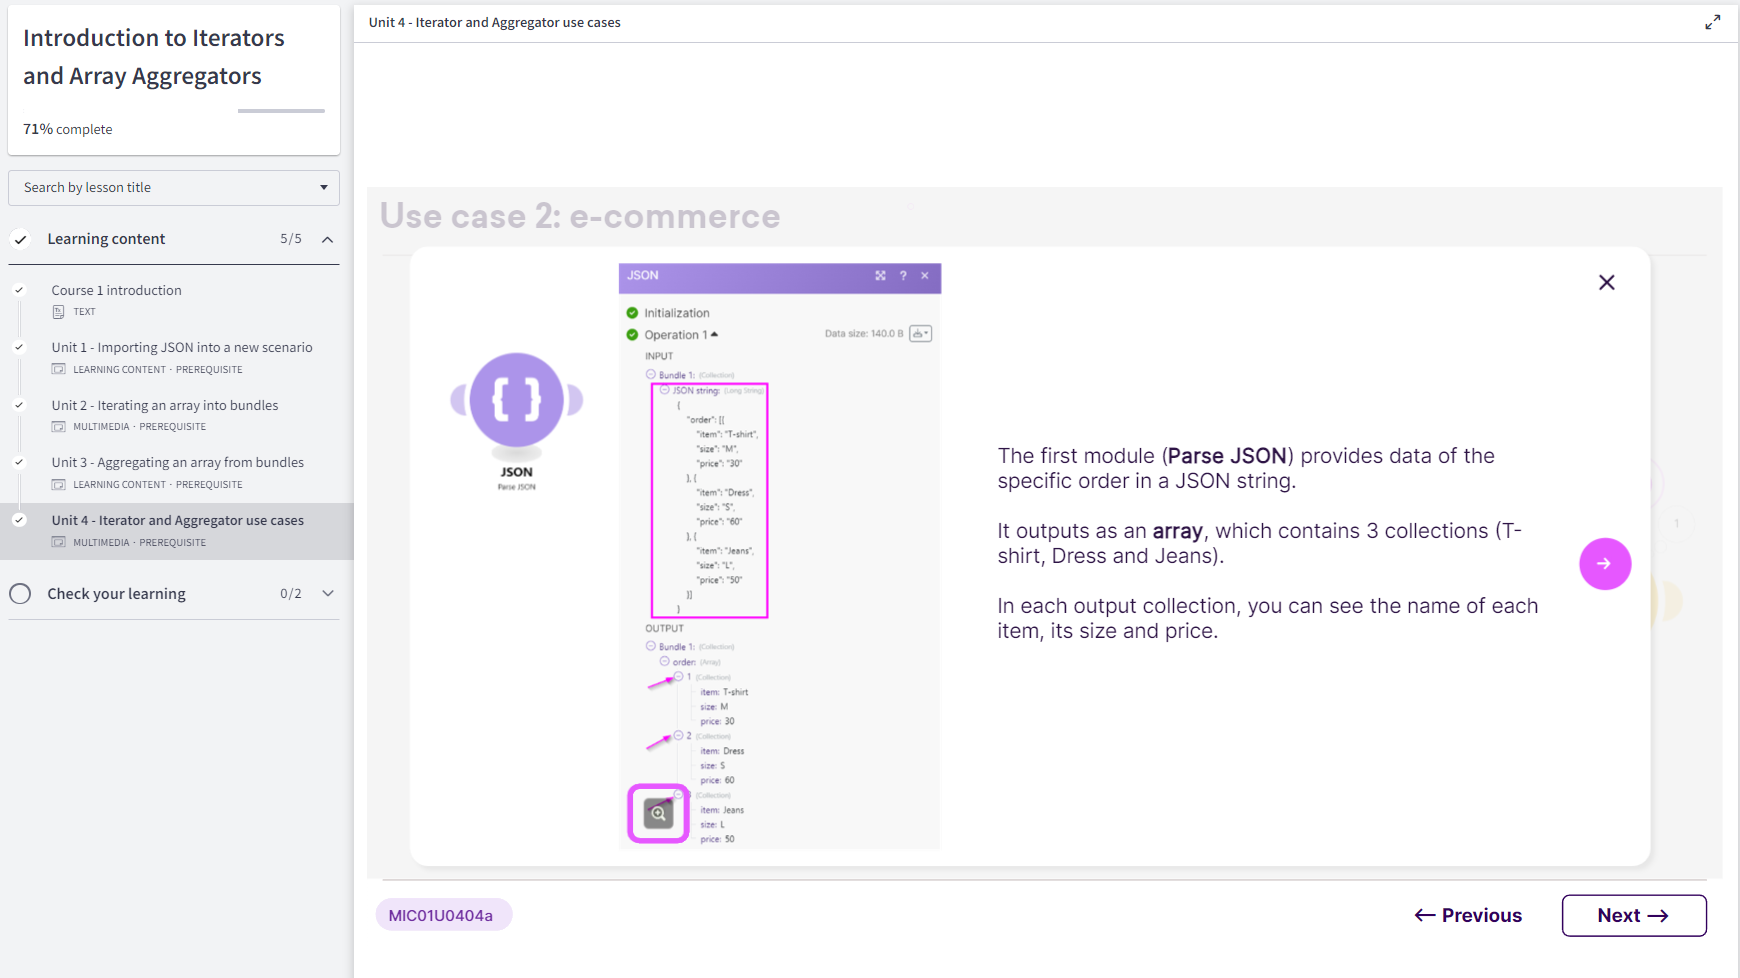 Introduction to Iterators
and Array Aggregators
71% complete
Search by lesson title
Learning content 5/5
Course 1 introduction
TEXT
Unit 1 - Importing JSON into a new scenario
LEARNING CONTENT · PREREQUISITE
Unit 2 - Iterating an array into bundles
MULTIMEDIA · PREREQUISITE
Unit 3 - Aggregating an array from bundles
LEARNING CONTENT · PREREQUISITE
Unit 4 - Iterator and Aggregator use cases
MULTIMEDIA · PREREQUISITE
Check your learning 0/2
Unit 4 - Iterator and Aggregator use cases
Use case 2: e-commerce
JSON
Parse JSON
JSON ?
Initialization
Operation 1 Data size: 140.0 B
INPUT
Bundle 1: (Collection)
JSON string: (Long String)
{
"order": [{
"item": "T-shirt",
"size": "M",
"price": "30"
}, {
"item": "Dress",
"size": "S",
"price": "60"
}, {
"item": "Jeans",
"size": "L",
"price": "50"
}]
}
OUTPUT
Bundle 1: (Collection)
order: (Array)
1 (Collection)
item: T-shirt
size: M
price: 30
2 (Collection)
item: Dress
size: S
price: 60
(Collection)
item: Jeans
size: L
price: 50
The first module (Parse JSON) provides data of the
specific order in a JSON string.
It outputs as an array, which contains 3 collections (T-
shirt, Dress and Jeans).
In each output collection, you can see the name of each
item, its size and price.
1
MIC01U0404a
← Previous
Next →